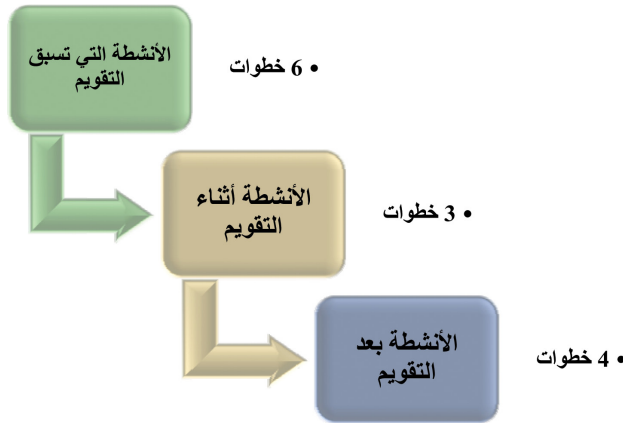 الأنشطة التي تسبق
التقويم
• 6 خطوات
الأنشطة أثناء
التقويم
• 3 خطوات
الأنشطة بعد
التقويم
• 4 خطوات